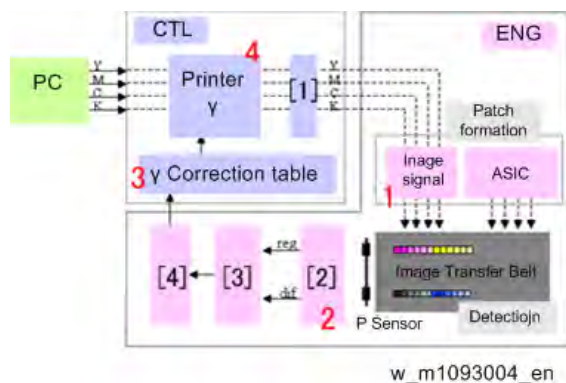 CTL
ENG
4
PC
Y
M
C
K
Printer
γ
[1]
Y
M
C
K
Patch
formation
3
γ Correction table
Image
signal
ASIC
1
[4]
[3]
reg
dif
[2]
2
P Sensor
Image Transfer Belt
Detectiojn
w_m1093004_en